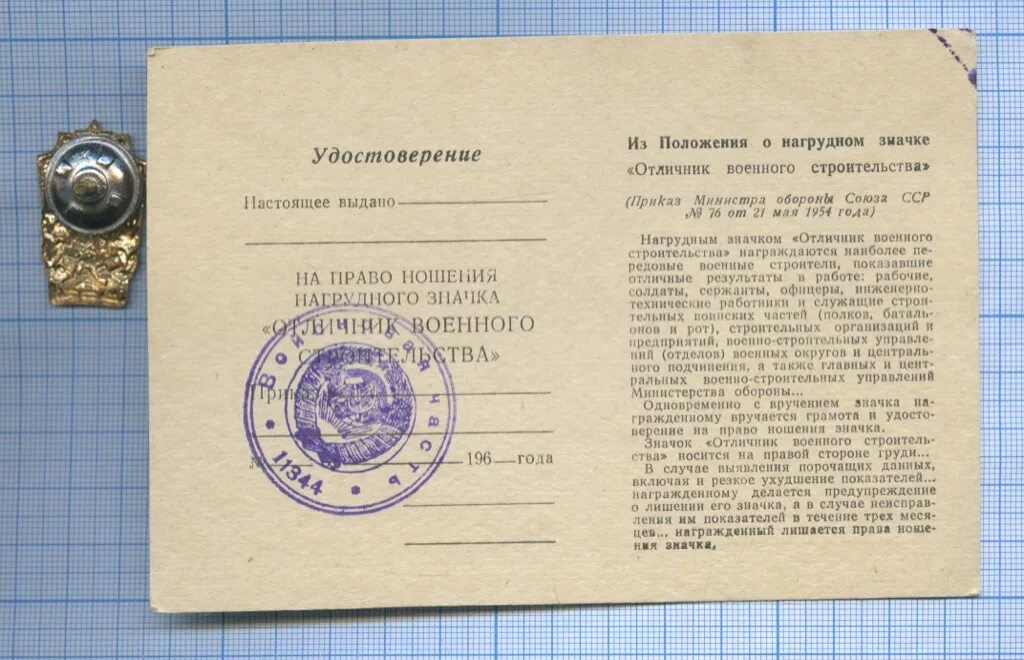 Удостоверение
Настоящее выдано
НА ПРАВО НОШЕНИЯ
НАГРУДНОГО ЗНАЧКА
«ОТЛИЧНИК ВОЕННОГО
СТРОИТЕЛЬСТВА»
Приказ
№
196 года
Войсковая часть
* 11344 *
Из Положения о нагрудном значке
«Отличник военного строительства»
(Приказ Министра обороны Союза ССР
№ 76 от 21 мая 1954 года)
Нагрудным значком «Отличник военного
строительства» награждаются наиболее пе-
редовые военные строители, показавшие
отличные результаты в работе: рабочие,
солдаты, сержанты, офицеры, инженерно-
технические работники и служащие строи-
тельных воинских частей (полков, баталь-
онов и рот), строительных организаций и
предприятий, военно-строительных управле-
ний (отделов) военных округов и централь-
ного подчинения, а также главных и цент-
ральных военно-строительных управлений
Министерства обороны...
Одновременно с вручением значка на-
гражденному вручается грамота и удосто-
верение на право ношения значка.
Значок «Отличник военного строитель-
ства» носится на правой стороне груди...
В случае выявления порочащих данных,
включая и резкое ухудшение показателей...
награжденному делается предупреждение
о лишении его значка, а в случае неисправ-
ления им показателей в течение трех меся-
цев... награжденный лишается права ноше-
ния значка.